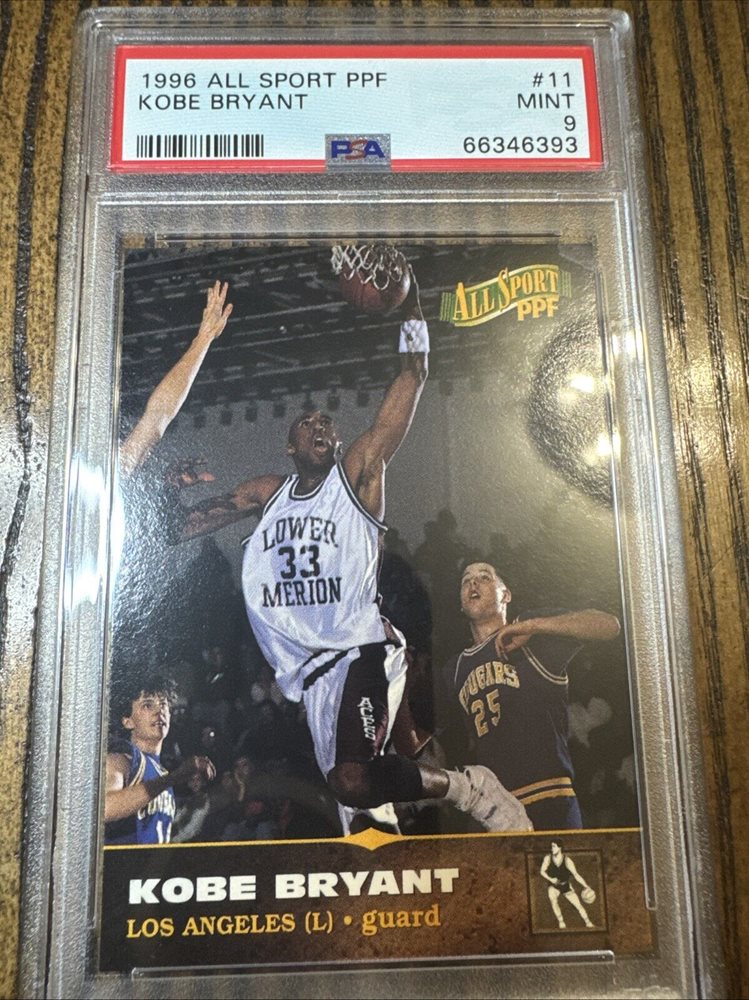 1996 ALL SPORT PPF #11
KOBE BRYANT MINT
9
PSA 66346393
ALL SPORT
PPF
LOWER
33
MERION
ACES
COUGARS
25
KOBE BRYANT
LOS ANGELES (L) • guard